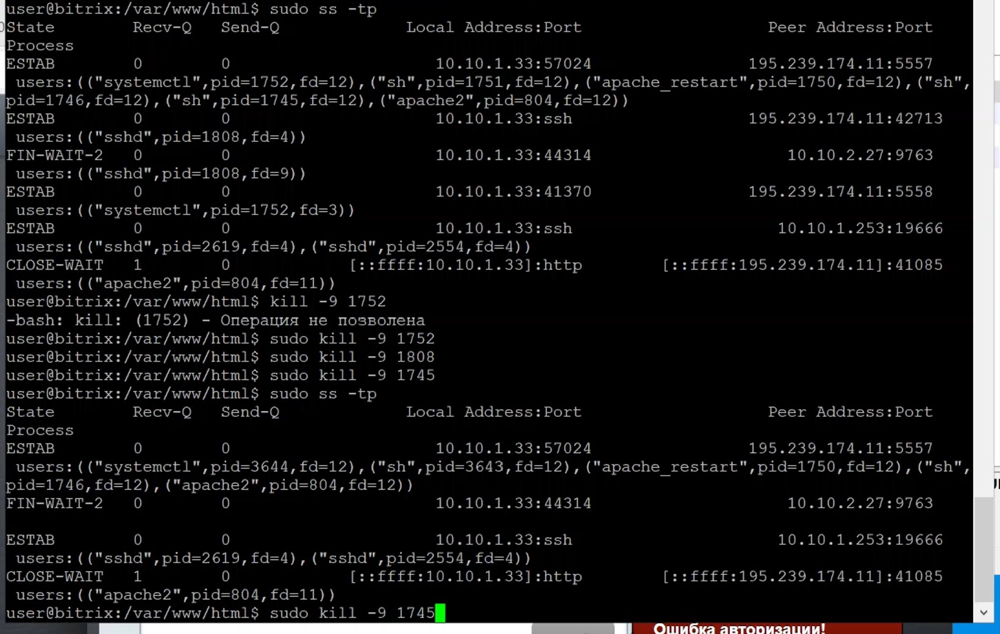 user@bitrix:/var/www/html$ sudo ss -tp
State Recv-Q Send-Q Local Address:Port Peer Address:Port
Process
ESTAB 0 0 10.10.1.33:57024 195.239.174.11:5557
users:(("systemctl",pid=1752,fd=12),("sh",pid=1751,fd=12),("apache_restart",pid=1750,fd=12),("sh",
pid=1746,fd=12),("sh",pid=1745,fd=12),("apache2",pid=804,fd=12))
ESTAB 0 0 10.10.1.33:ssh 195.239.174.11:42713
users:(("sshd",pid=1808,fd=4))
FIN-WAIT-2 0 0 10.10.1.33:44314 10.10.2.27:9763
users:(("sshd",pid=1808,fd=9))
ESTAB 0 0 10.10.1.33:41370 195.239.174.11:5558
users:(("systemctl",pid=1752,fd=3))
ESTAB 0 0 10.10.1.33:ssh 10.10.1.253:19666
users:(("sshd",pid=2619,fd=4),("sshd",pid=2554,fd=4))
CLOSE-WAIT 1 0 [::ffff:10.10.1.33]:http [::ffff:195.239.174.11]:41085
users:(("apache2",pid=804,fd=11))
user@bitrix:/var/www/html$ kill -9 1752
-bash: kill: (1752) - Операция не позволена
user@bitrix:/var/www/html$ sudo kill -9 1752
user@bitrix:/var/www/html$ sudo kill -9 1808
user@bitrix:/var/www/html$ sudo kill -9 1745
user@bitrix:/var/www/html$ sudo ss -tp
State Recv-Q Send-Q Local Address:Port Peer Address:Port
Process
ESTAB 0 0 10.10.1.33:57024 195.239.174.11:5557
users:(("systemctl",pid=3644,fd=12),("sh",pid=3643,fd=12),("apache_restart",pid=1750,fd=12),("sh",
pid=1746,fd=12),("apache2",pid=804,fd=12))
FIN-WAIT-2 0 0 10.10.1.33:44314 10.10.2.27:9763
ESTAB 0 0 10.10.1.33:ssh 10.10.1.253:19666
users:(("sshd",pid=2619,fd=4),("sshd",pid=2554,fd=4))
CLOSE-WAIT 1 0 [::ffff:10.10.1.33]:http [::ffff:195.239.174.11]:41085
users:(("apache2",pid=804,fd=11))
user@bitrix:/var/www/html$ sudo kill -9 1745
Ошибка авторизации!